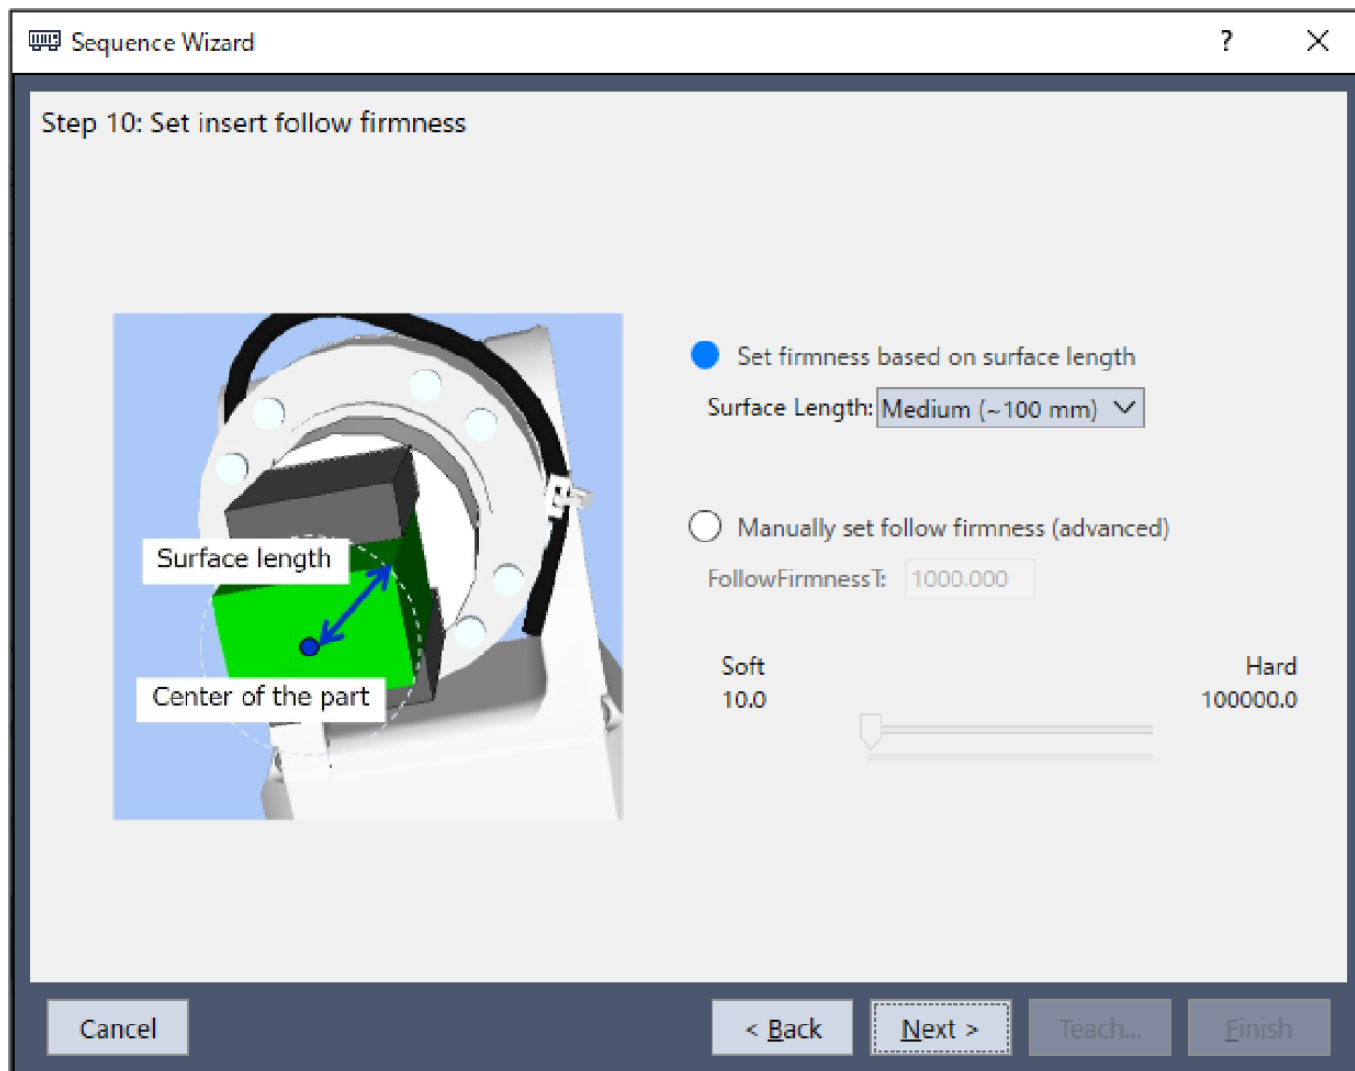 Sequence Wizard
?
Step 10: Set insert follow firmness
Set firmness based on surface length
Surface Length: Medium (~100 mm)
Manually set follow firmness (advanced)
FollowFirmnessT: 1000.000
Surface length
Center of the part
Soft
Hard
10.0
100000.0
Cancel
< Back
Next >
Teach...
Finish